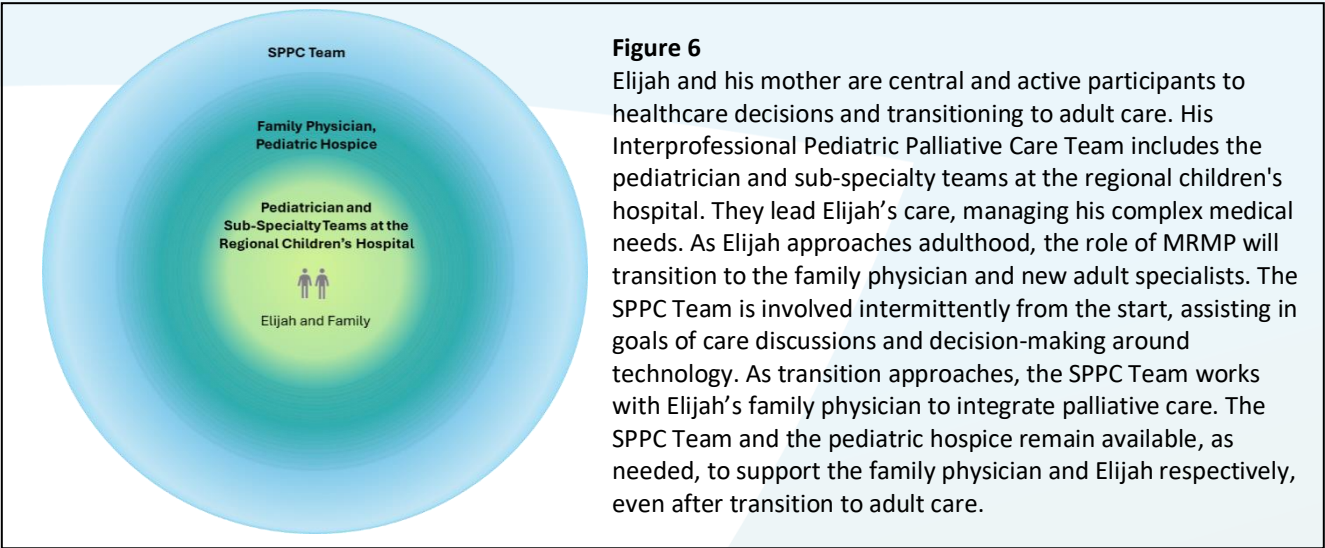 SPPC Team
Family Physician,
Pediatric Hospice
Pediatrician and
Sub-Specialty Teams at the
Regional Children's Hospital
Elijah and Family
Figure 6
Elijah and his mother are central and active participants to
healthcare decisions and transitioning to adult care. His
Interprofessional Pediatric Palliative Care Team includes the
pediatrician and sub-specialty teams at the regional children's
hospital. They lead Elijah’s care, managing his complex medical
needs. As Elijah approaches adulthood, the role of MRMP will
transition to the family physician and new adult specialists. The
SPPC Team is involved intermittently from the start, assisting in
goals of care discussions and decision-making around
technology. As transition approaches, the SPPC Team works
with Elijah’s family physician to integrate palliative care. The
SPPC Team and the pediatric hospice remain available, as
needed, to support the family physician and Elijah respectively,
even after transition to adult care.